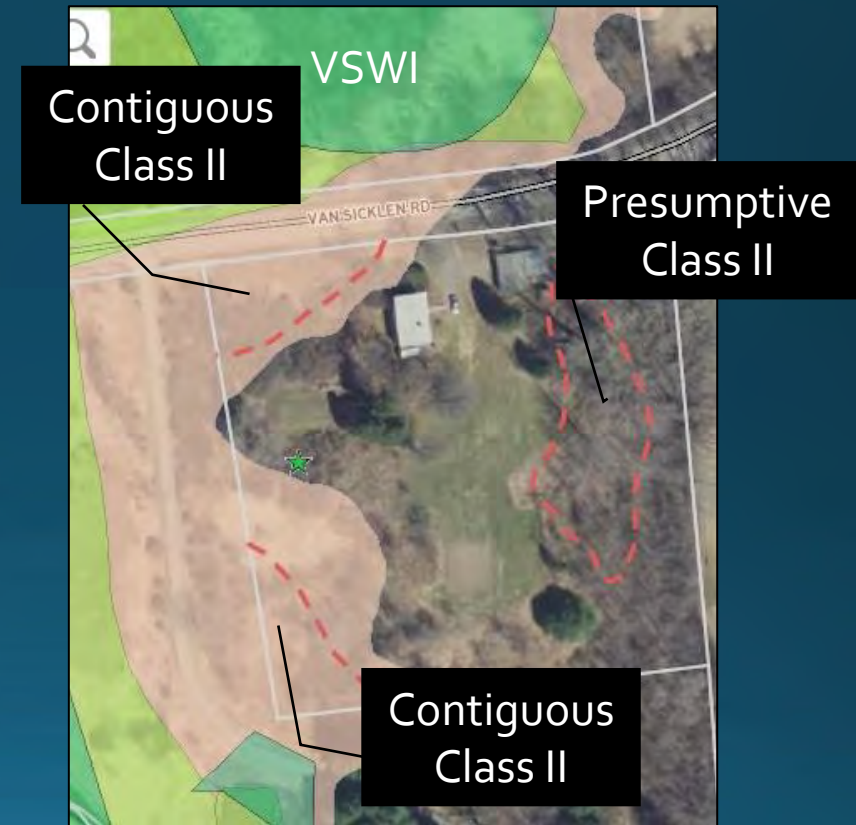 VSWI
Contiguous
Class II
VAN SICKLEN RD
Presumptive
Class II
Contiguous
Class II